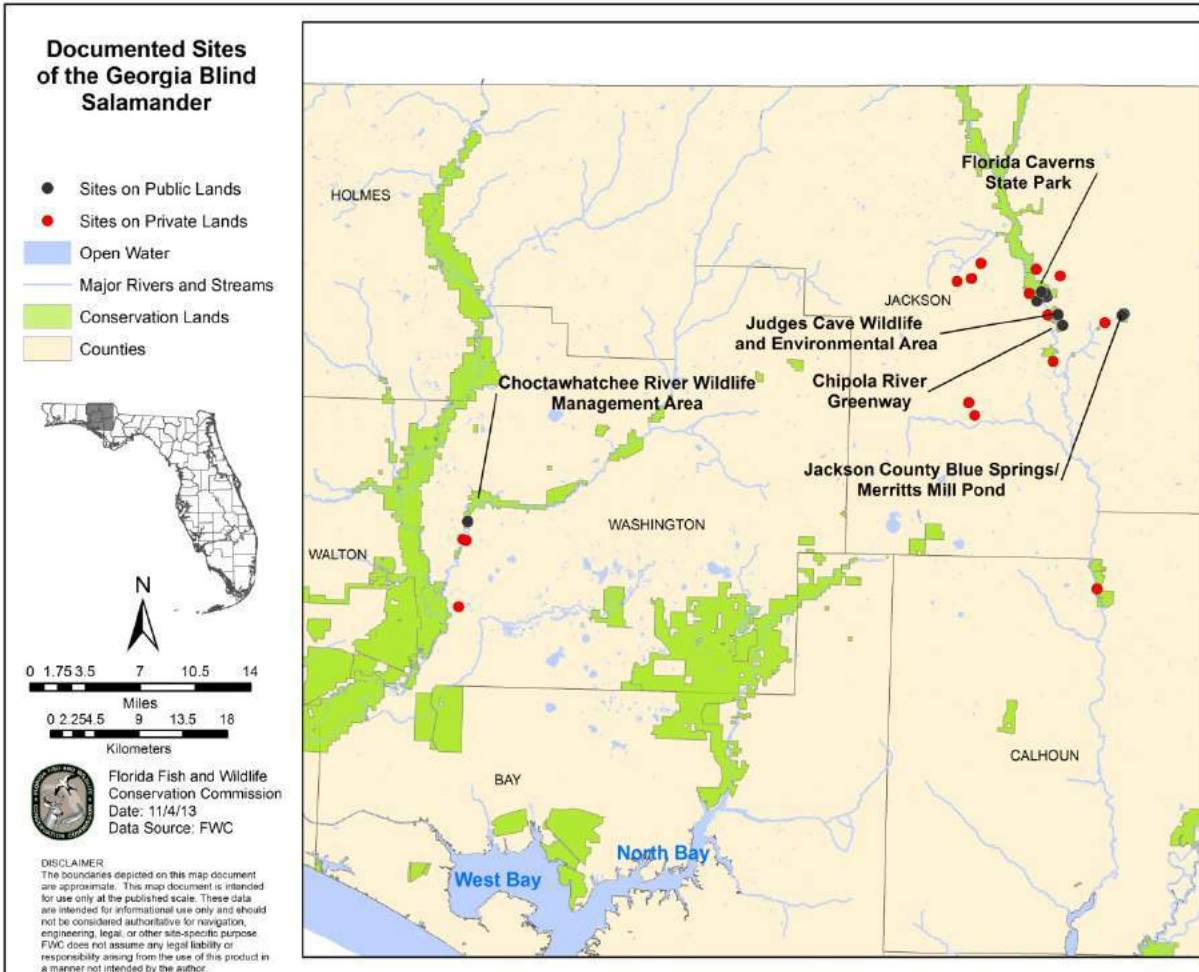 Documented Sites
of the Georgia Blind
Salamander
Sites on Public Lands
Sites on Private Lands
Open Water
Major Rivers and Streams
Conservation Lands
Counties
N
0 1.75 3.5 7 10.5 14
Miles
0 2.25 4.5 9 13.5 18
Kilometers
Florida Fish and Wildlife
Conservation Commission
Date: 11/4/13
Data Source: FWC
DISCLAIMER
The boundaries depicted on this map document
are approximate. This map document is intended
for use only at the published scale. These data
are intended for informational use only and should
not be considered authoritative for navigation,
engineering, legal, or other site-specific purpose.
FWC does not assume any legal liability or
responsibility arising from the use of this product in
a manner not intended by the author.
HOLMES
Florida Caverns
State Park
JACKSON
Judges Cave Wildlife
and Environmental Area
Chipola River
Greenway
Choctawhatchee River Wildlife
Management Area
Jackson County Blue Springs/
Merritts Mill Pond
WASHINGTON
WALTON
CALHOUN
BAY
North Bay
West Bay